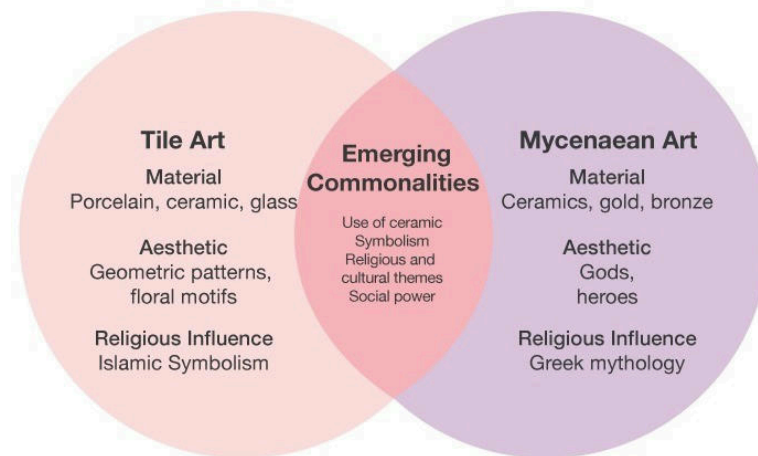 Tile Art
Material
Porcelain, ceramic, glass
Aesthetic
Geometric patterns,
floral motifs
Religious Influence
Islamic Symbolism
Emerging
Commonalities
Use of ceramic
Symbolism
Religious and
cultural themes
Social power
Mycenaean Art
Material
Ceramics, gold, bronze
Aesthetic
Gods,
heroes
Religious Influence
Greek mythology